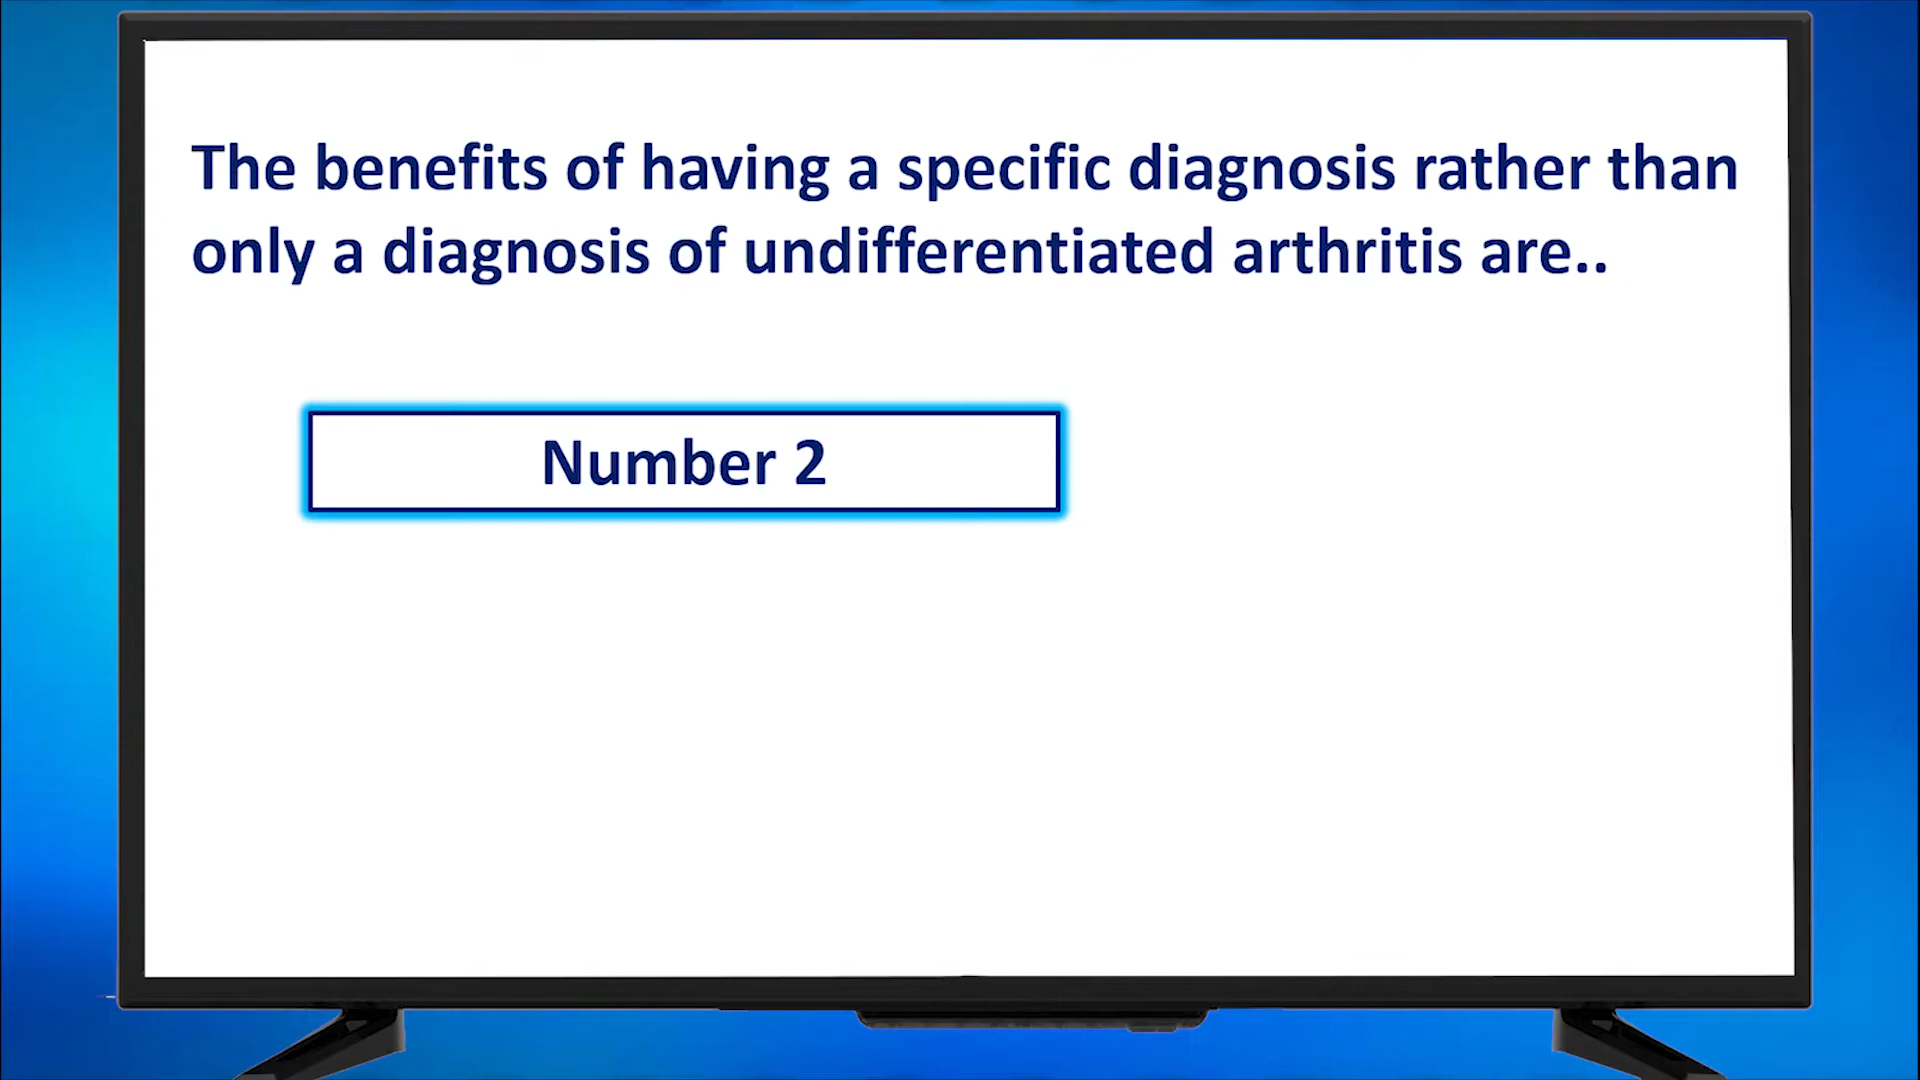 The benefits of having a specific diagnosis rather than
only a diagnosis of undifferentiated arthritis are..
Number 2